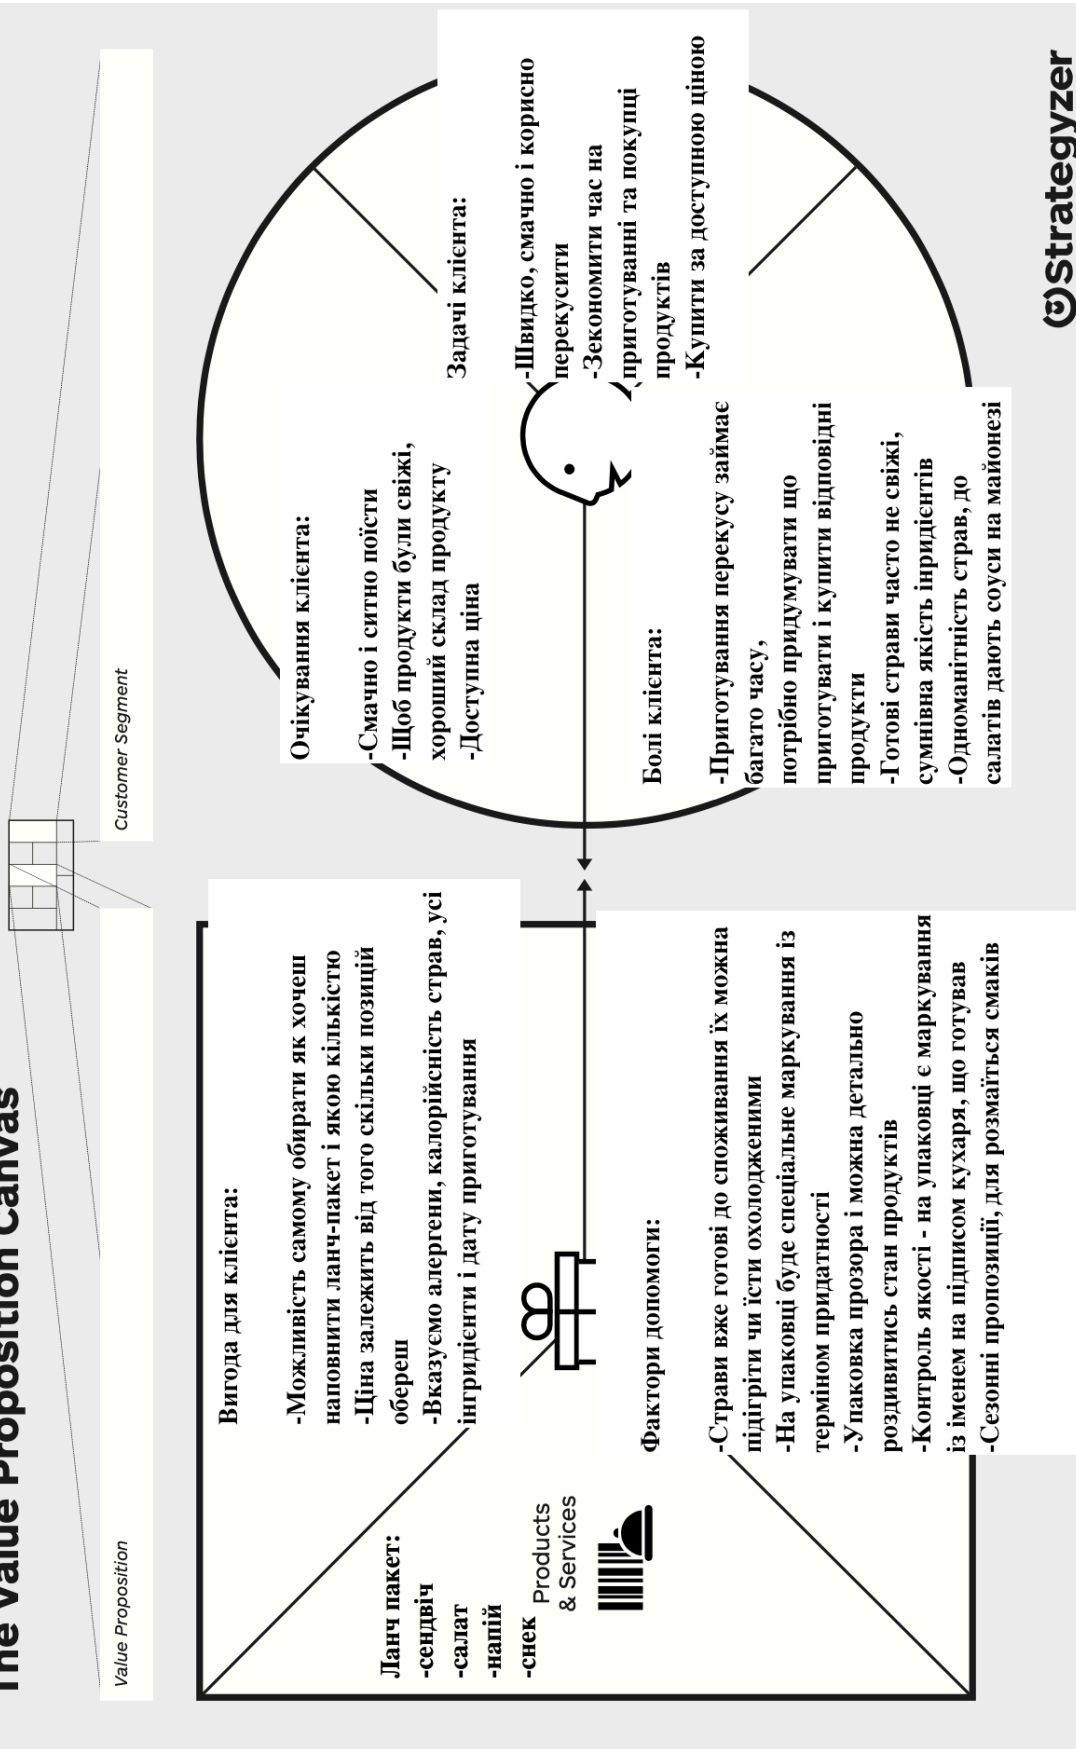 The Value Proposition Canvas
Value Proposition
Customer Segment
Вигода для клієнта:
-Можливість самому обирати як хочеш
наповнити ланч-пакет і якою кількістю
-Ціна залежить від того скільки позицій
обереш
-Вказуємо алергени, калорійність страв, усі
інгридієнти і дату приготування
Ланч пакет:
-сендвіч
-салат
-напій
-снек
Products
& Services
Фактори допомоги:
-Страви вже готові до споживання їх можна
підігріти чи їсти охолодженими
-На упаковці буде спеціальне маркування із
терміном придатності
-Упаковка прозора і можна детально
роздивитись стан продуктів
-Контроль якості - на упаковці є маркування
із іменем на підписом кухаря, що готував
-Сезонні пропозиції, для розмаїться смаків
Очікування клієнта:
-Смачно і ситно поїсти
-Щоб продукти були свіжі,
хороший склад продукту
-Доступна ціна
Задачі клієнта:
-Швидко, смачно і корисно
перекусити
-Зекономити час на
приготуванні та покупці
продуктів
-Купити за доступною ціною
Болі клієнта:
-Приготування перекусу займає
багато часу,
потрібно придумувати що
приготувати і купити відповідні
продукти
-Готові страви часто не свіжі,
сумнівна якість інридієнтів
-Одноманітність страв, до
салатів дають соуси на майонезі
Strategyzer